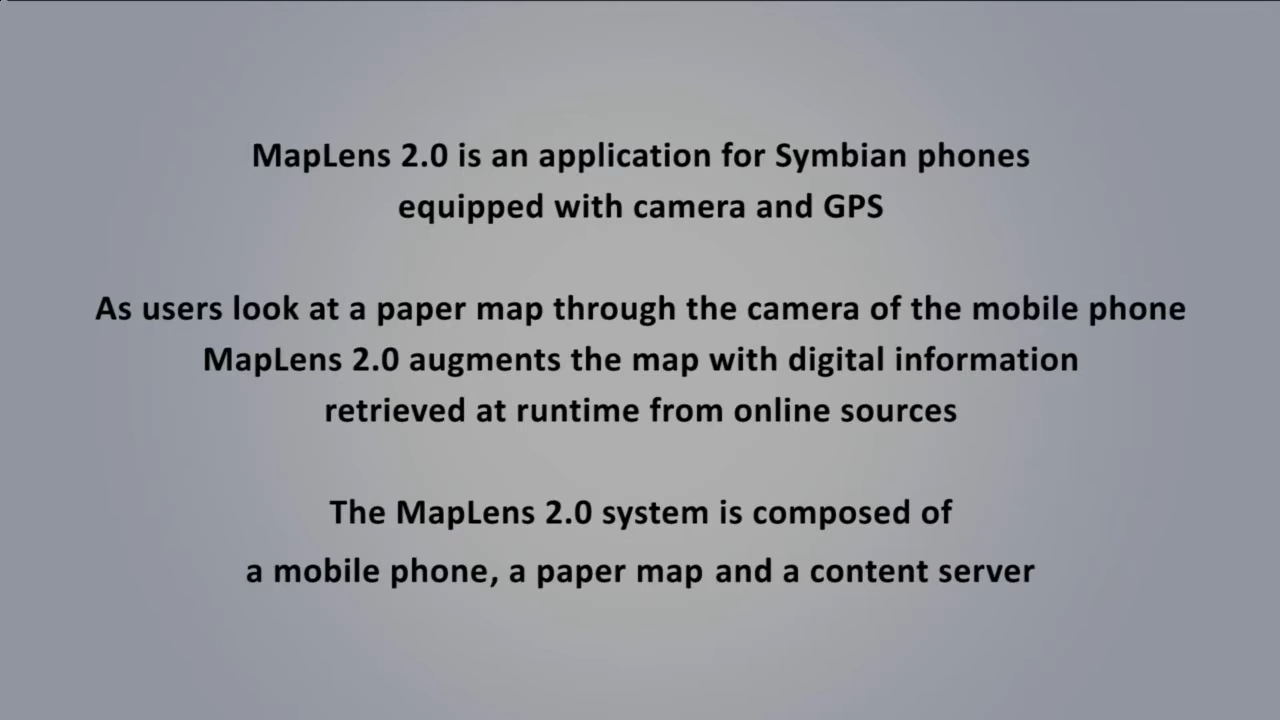 MapLens 2.0 is an application for Symbian phones
equipped with camera and GPS
As users look at a paper map through the camera of the mobile phone
MapLens 2.0 augments the map with digital information
retrieved at runtime from online sources
The MapLens 2.0 system is composed of
a mobile phone, a paper map and a content server